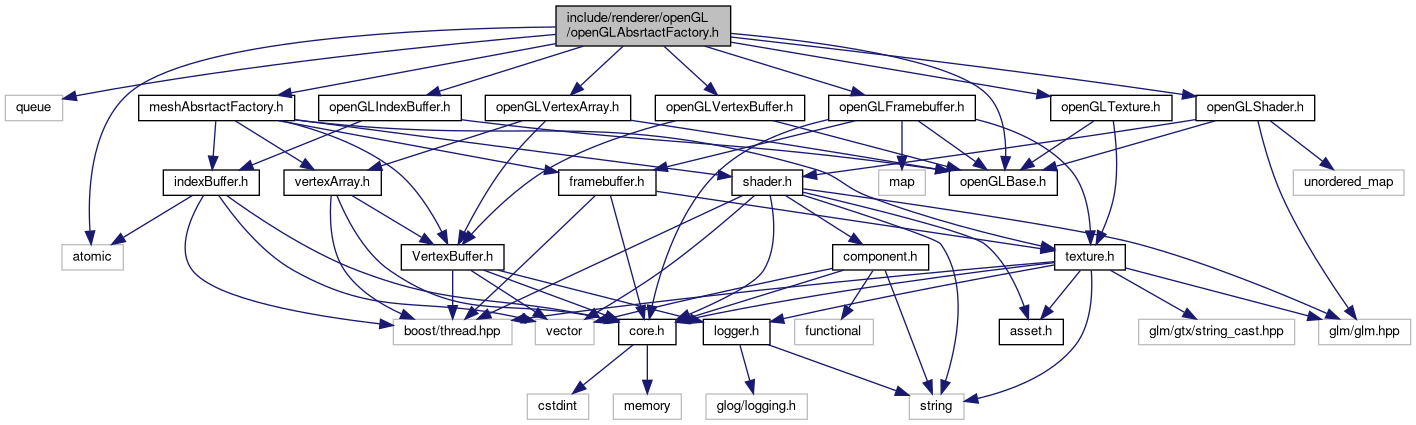 include/renderer/openGL
/openGLAbsrtactFactory.h
queue
meshAbsrtactFactory.h
openGLIndexBuffer.h
openGLVertexArray.h
openGLVertexBuffer.h
openGLFramebuffer.h
openGLTexture.h
openGLShader.h
indexBuffer.h
vertexArray.h
framebuffer.h
shader.h
map
openGLBase.h
unordered_map
atomic
VertexBuffer.h
component.h
texture.h
boost/thread.hpp
vector
core.h
logger.h
functional
asset.h
glm/gtx/string_cast.hpp
glm/glm.hpp
cstdint
memory
glog/logging.h
string